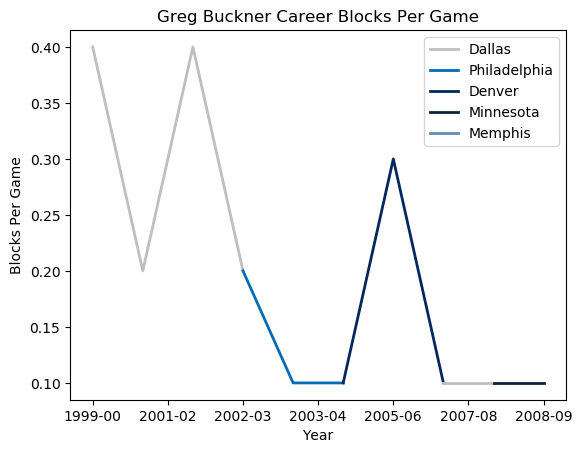 Greg Buckner Career Blocks Per Game
Dallas
Philadelphia
Denver
Minnesota
Memphis
0.40
0.35
0.30
0.25
0.20
0.15
0.10
Blocks Per Game
1999-00 2001-02 2002-03 2003-04 2005-06 2007-08 2008-09
Year